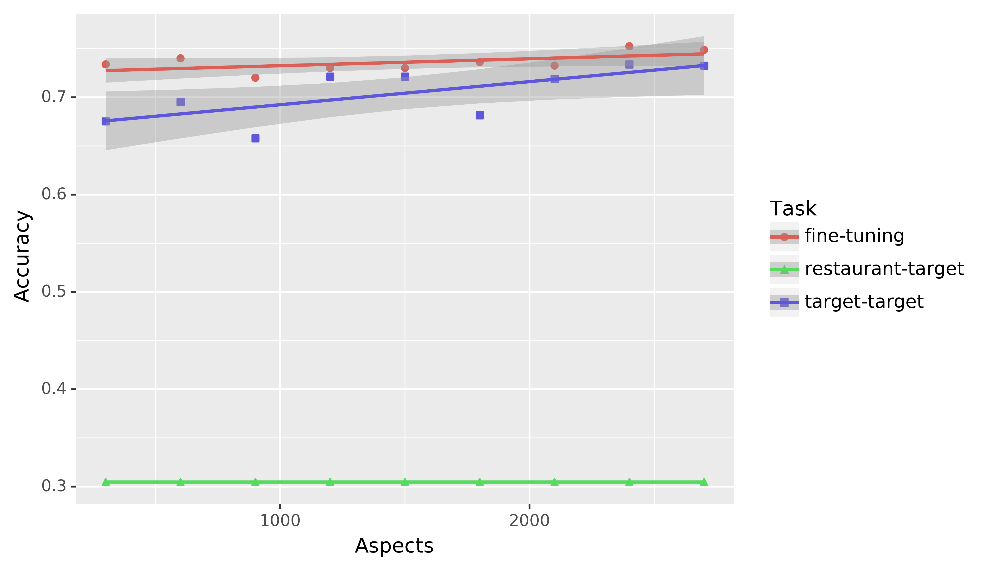 0.7
0.6
0.5
0.4
0.3
Accuracy
1000
2000
Aspects
Task
fine-tuning
restaurant-target
target-target